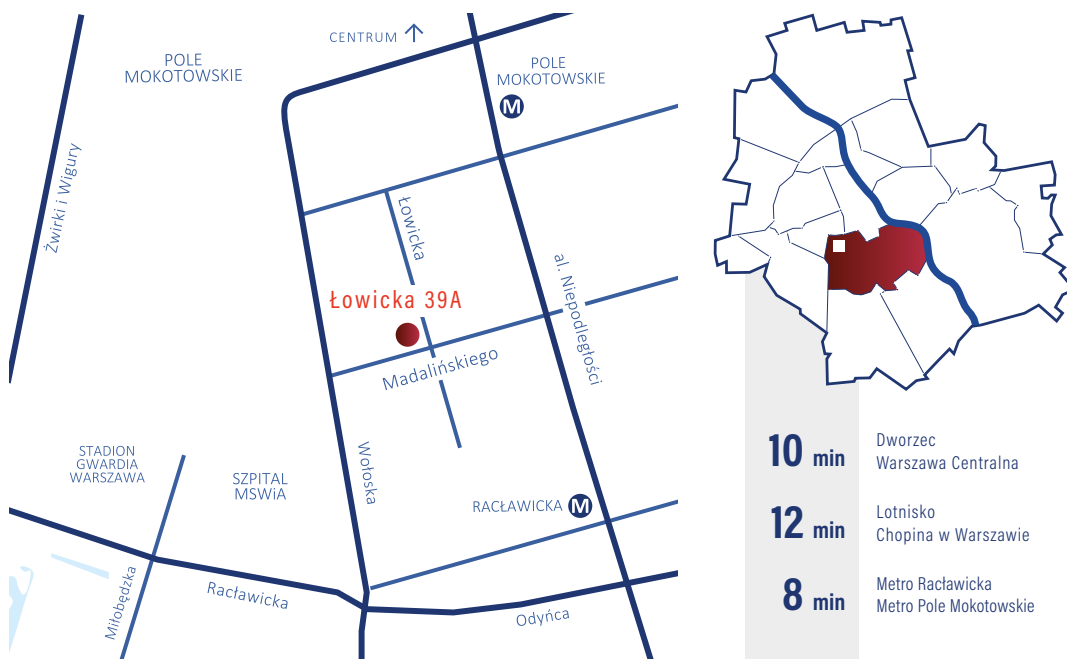 CENTRUM
POLE
MOKOTOWSKIE
POLE
MOKOTOWSKIE
M
Żwirki i Wigury
Łowicka
al. Niepodległości
Łowicka 39A
Madalińskiego
Wołoska
STADION
GWARDIA
WARSZAWA
SZPITAL
MSWiA
RACŁAWICKA M
Racławicka
Miłobędzka
Odyńca
10 min
Dworzec
Warszawa Centralna
12 min
Lotnisko
Chopina w Warszawie
8 min
Metro Racławicka
Metro Pole Mokotowskie